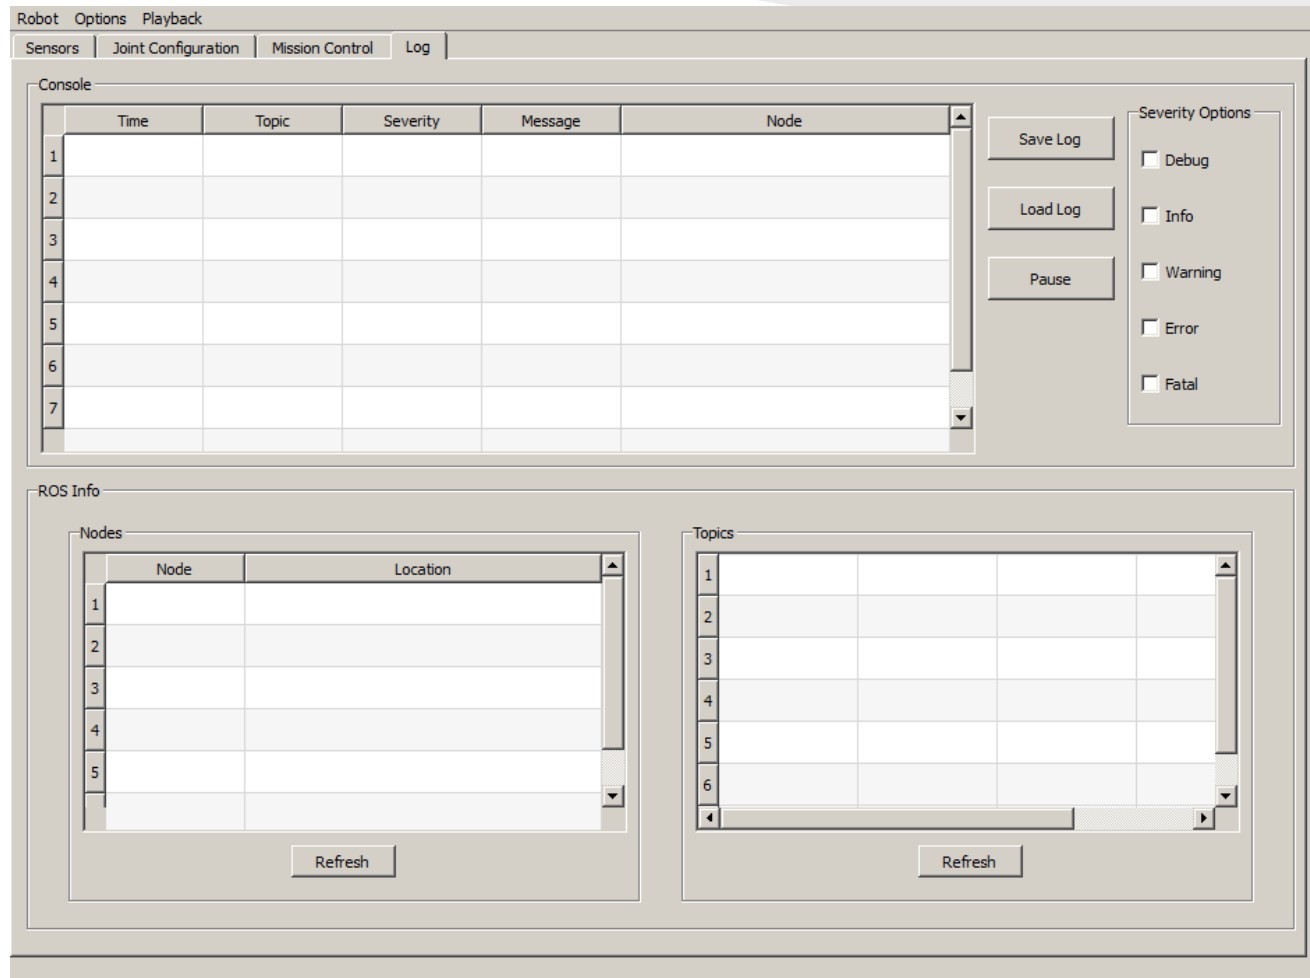 Robot Options Playback
Sensors Joint Configuration Mission Control Log
Console
Time Topic Severity Message Node
1
2
3
4
5
6
7
Save Log
Load Log
Pause
Severity Options
Debug
Info
Warning
Error
Fatal
ROS Info
Nodes
Node Location
1
2
3
4
5
Refresh
Topics
1
2
3
4
5
6
Refresh